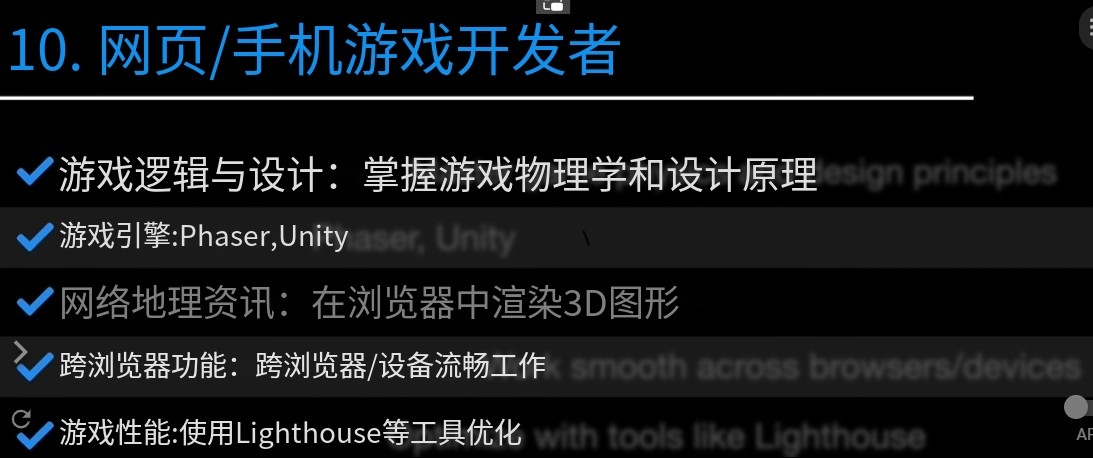 10. 网页/手机游戏开发者
游戏逻辑与设计：掌握游戏物理学和设计原理 design principles
游戏引擎:Phaser,Unity Phaser, Unity
网络地理资讯：在浏览器中渲染3D图形
跨浏览器功能：跨浏览器/设备流畅工作 smooth across browsers/devices
游戏性能:使用Lighthouse等工具优化 with tools like Lighthouse
AP